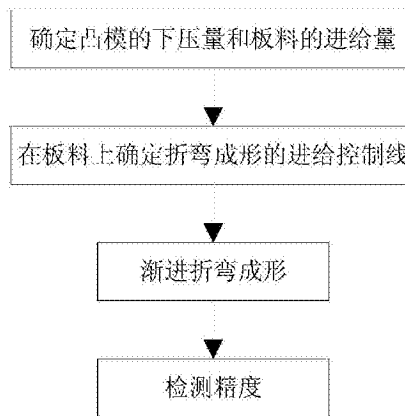 确定凸模的下压量和板料的进给量
在板料上确定折弯成形的进给控制线
渐进折弯成形
检测精度